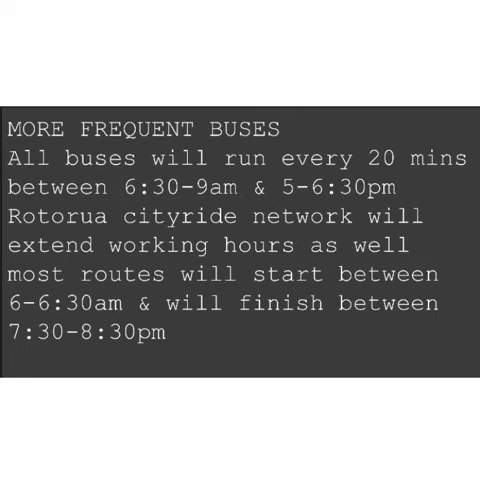 MORE FREQUENT BUSES
All buses will run every 20 mins
between 6:30-9am & 5-6:30pm
Rotorua cityride network will
extend working hours as well
most routes will start between
6-6:30am & will finish between
7:30-8:30pm